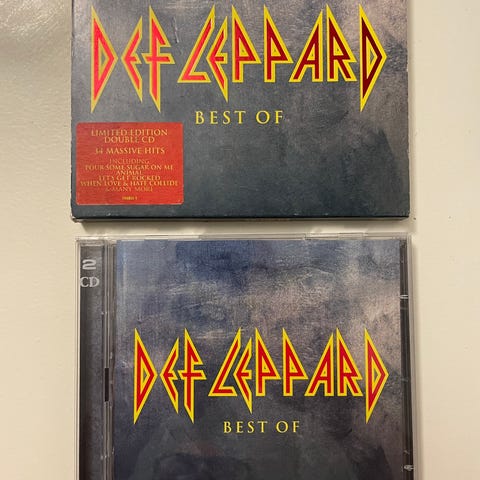 DEF LEPPARD
BEST OF
LIMITED EDITION
DOUBLE CD
34 MASSIVE HITS
INCLUDING
POUR SOME SUGAR ON ME
ANIMAL
LET'S GET ROCKED
WHEN LOVE & HATE COLLIDE
& MANY MORE
2
CD
DEF LEPPARD
BEST OF